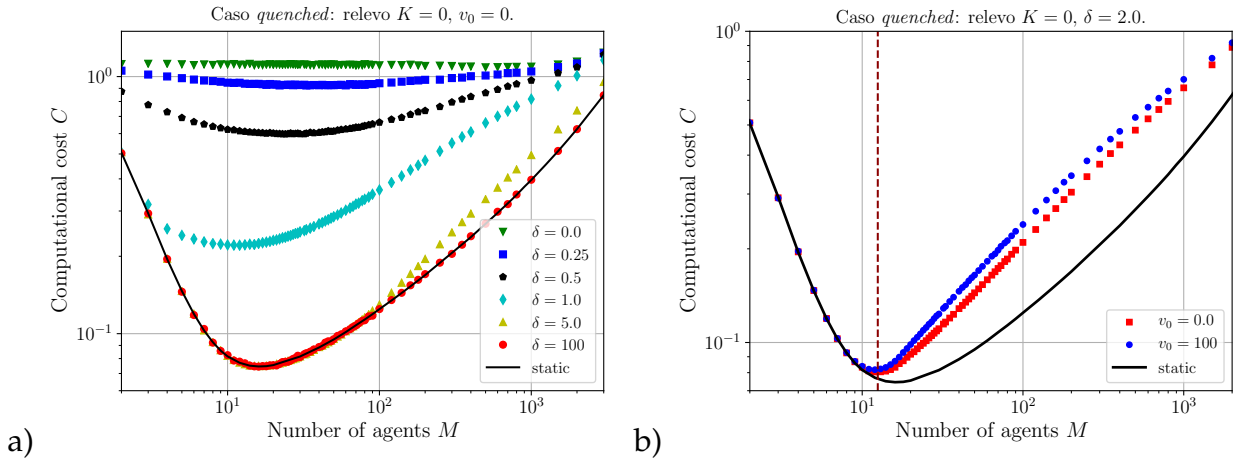 Caso quenched: relevo K = 0, v₀ = 0.
Computational cost C
10⁰
10⁻¹
δ = 0.0
δ = 0.25
δ = 0.5
δ = 1.0
δ = 5.0
δ = 100
static
10¹
10²
10³
Number of agents M
a)
Caso quenched: relevo K = 0, δ = 2.0.
Computational cost C
10⁰
10⁻¹
v₀ = 0.0
v₀ = 100
static
10¹
10²
10³
Number of agents M
b)